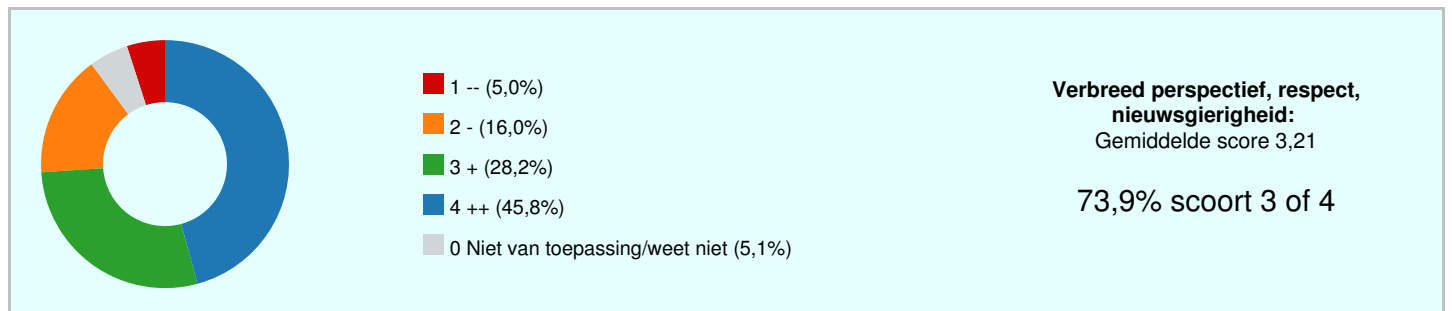 1 -- (5,0%)
2 - (16,0%)
3 + (28,2%)
4 ++ (45,8%)
0 Niet van toepassing/weet niet (5,1%)
Verbreed perspectief, respect,
nieuwsgierigheid:
Gemiddelde score 3,21
73,9% scoort 3 of 4